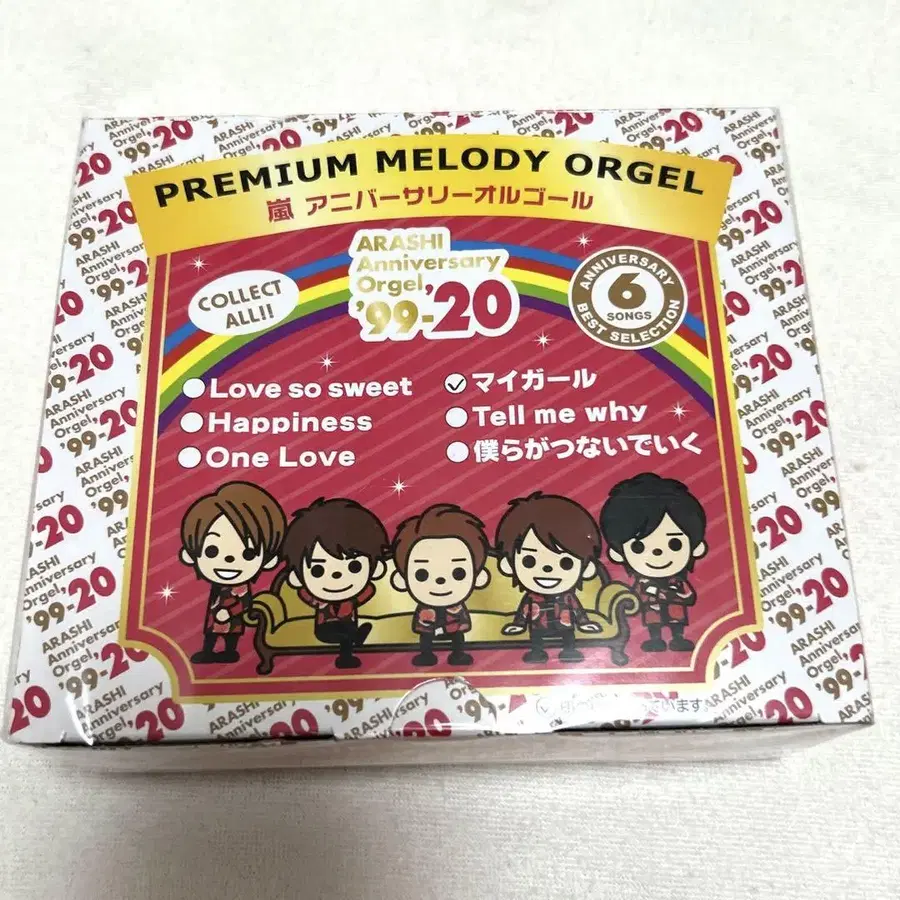 PREMIUM MELODY ORGEL
嵐 アニバーサリーオルゴール
COLLECT
ALL!!
ARASHI
Anniversary
Orgel,
'99-'20
ANNIVERSARY
6
SONGS
BEST SELECTION
Love so sweet
Happiness
One Love
マイガール
Tell me why
僕らがつないでいく